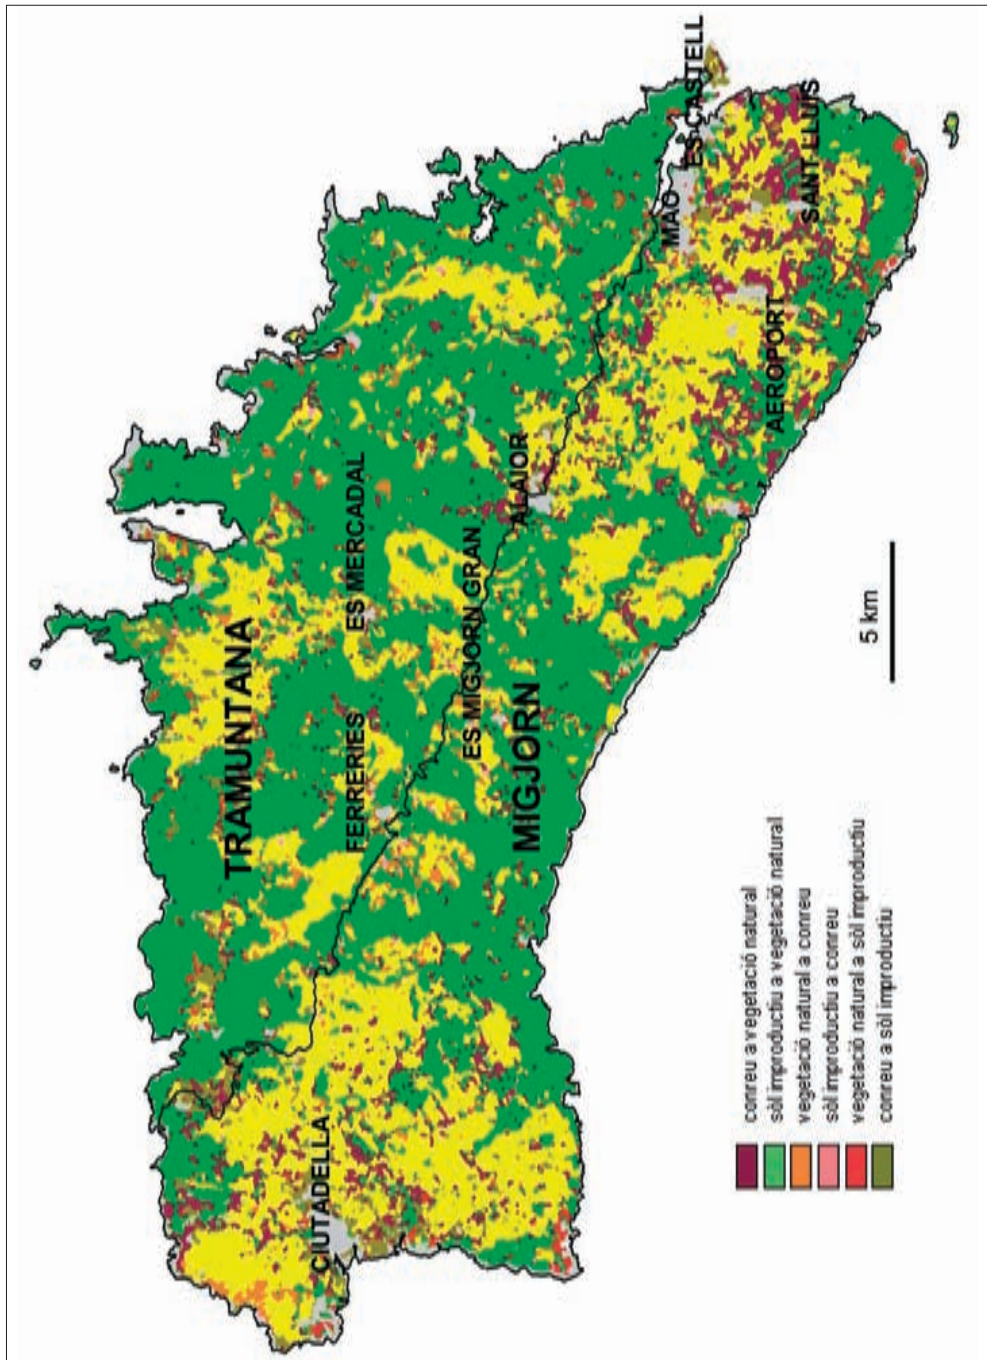 TRAMUNTANA
MIGJORN
CIUTADELLA
FERRERIES
ES MERCADAL
ES MIGJORN GRAN
ALAIOR
MAÓ
ES CASTELL
SANT LLUÍS
AEROPORT
5 km
conreu a vegetació natural
sòl improductiu a vegetació natural
vegetació natural a conreu
sòl improductiu a conreu
vegetació natural a sòl improductiu
conreu a sòl improductiu